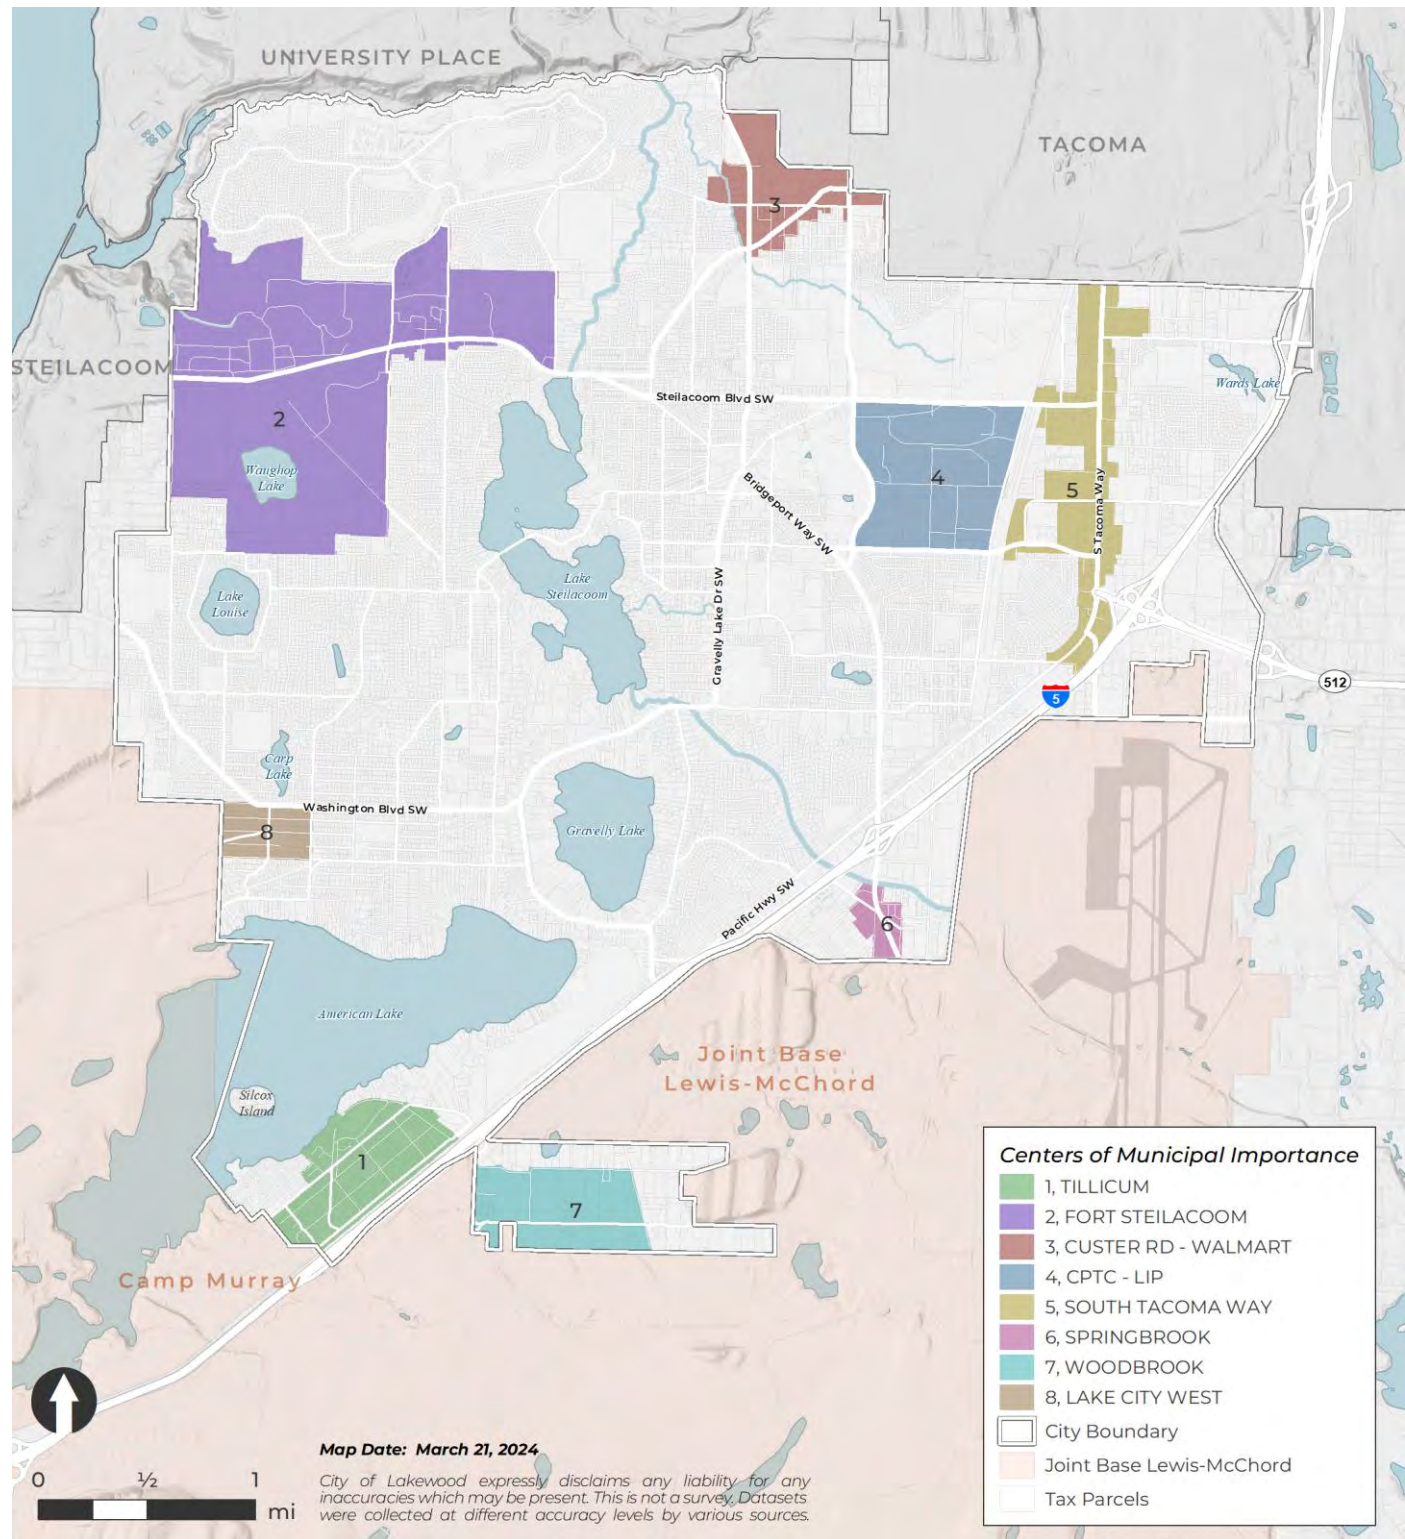 UNIVERSITY PLACE
TACOMA
3
STEILACOOM
Wards Lake
Steilacoom Blvd SW
2
Waughop
Lake
4
5
Bridgeport Way SW
S Tacoma Way
Lake
Steilacoom
Lake
Louise
Gravelly Lake Dr SW
512
5
Carp
Lake
Washington Blvd SW
8
Gravelly Lake
Pacific Hwy SW
6
American Lake
Joint Base
Lewis-McChord
Silcox
Island
1
7
Camp Murray
Centers of Municipal Importance
1, TILLICUM
2, FORT STEILACOOM
3, CUSTER RD - WALMART
4, CPTC - LIP
5, SOUTH TACOMA WAY
6, SPRINGBROOK
7, WOODBROOK
8, LAKE CITY WEST
City Boundary
Joint Base Lewis-McChord
Tax Parcels
Map Date: March 21, 2024
City of Lakewood expressly disclaims any liability for any
inaccuracies which may be present. This is not a survey. Datasets
were collected at different accuracy levels by various sources.
0 ½ 1
mi